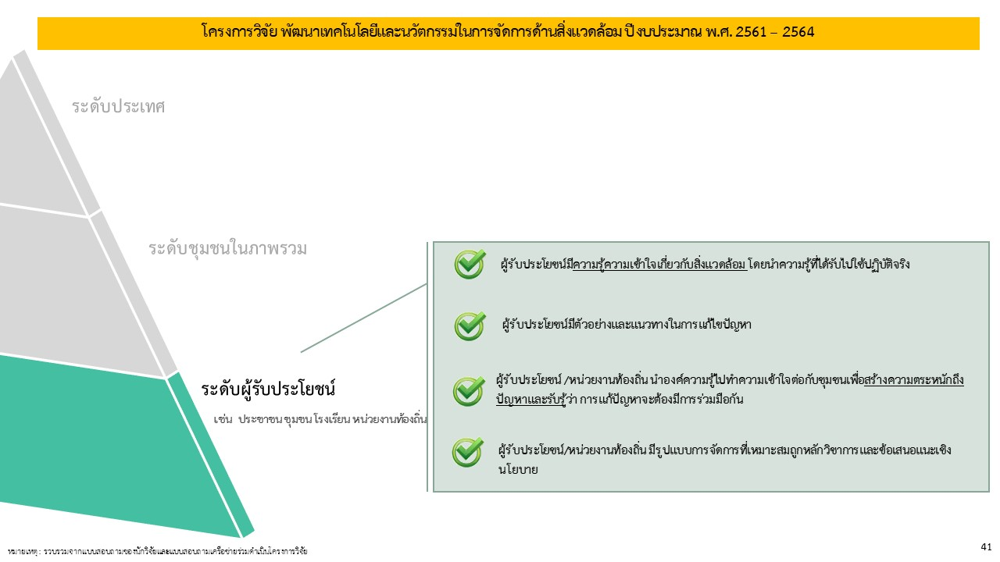 โครงการวิจัย พัฒนาเทคโนโลยีและนวัตกรรมในการจัดการด้านสิ่งแวดล้อม ปีงบประมาณ พ.ศ. 2561 – 2564
ระดับประเทศ
ระดับชุมชนในภาพรวม
ผู้รับประโยชน์มีความรู้ความเข้าใจเกี่ยวกับสิ่งแวดล้อม โดยนำความรู้ที่ได้รับไปใช้ปฏิบัติจริง
ผู้รับประโยชน์มีตัวอย่างและแนวทางในการแก้ไขปัญหา
ระดับผู้รับประโยชน์
เช่น ประชาชน ชุมชน โรงเรียน หน่วยงานท้องถิ่น
ผู้รับประโยชน์ /หน่วยงานท้องถิ่น นำองค์ความรู้ไปทำความเข้าใจต่อกับชุมชนเพื่อสร้างความตระหนักถึง
ปัญหาและรับรู้ว่า การแก้ปัญหาจะต้องมีการร่วมมือกัน
ผู้รับประโยชน์/หน่วยงานท้องถิ่น มีรูปแบบการจัดการที่เหมาะสมถูกหลักวิชาการและข้อเสนอแนะเชิง
นโยบาย
หมายเหตุ : รวบรวมจากแบบสอบถามของนักวิจัยและแบบสอบถามเครือข่ายร่วมดำเนินโครงการวิจัย
41